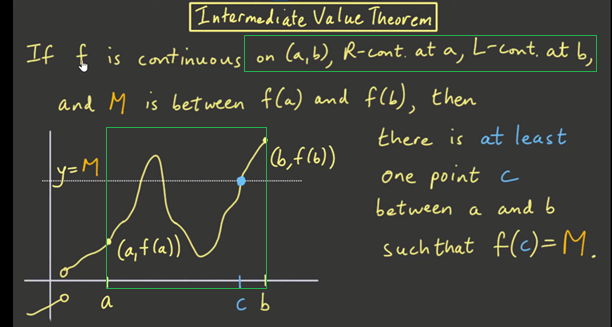 Intermediate Value Theorem
If f is continuous on (a,b), R-cont. at a, L-cont. at b,
and M is between f(a) and f(b), then
there is at least
one point c
between a and b
such that f(c)=M.
y=M
(b,f(b))
(a,f(a))
a
c
b